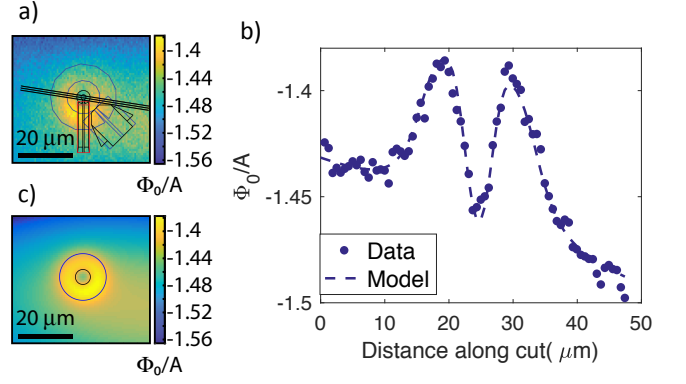 a)
Φ₀/A
-1.4
-1.44
-1.48
-1.52
-1.56
20 μm
Φ₀/A
b)
Φ₀/A
-1.4
-1.45
-1.5
Data
Model
0
10
20
30
40
50
Distance along cut( μm)
c)
-1.4
-1.44
-1.48
-1.52
-1.56
20 μm
Φ₀/A